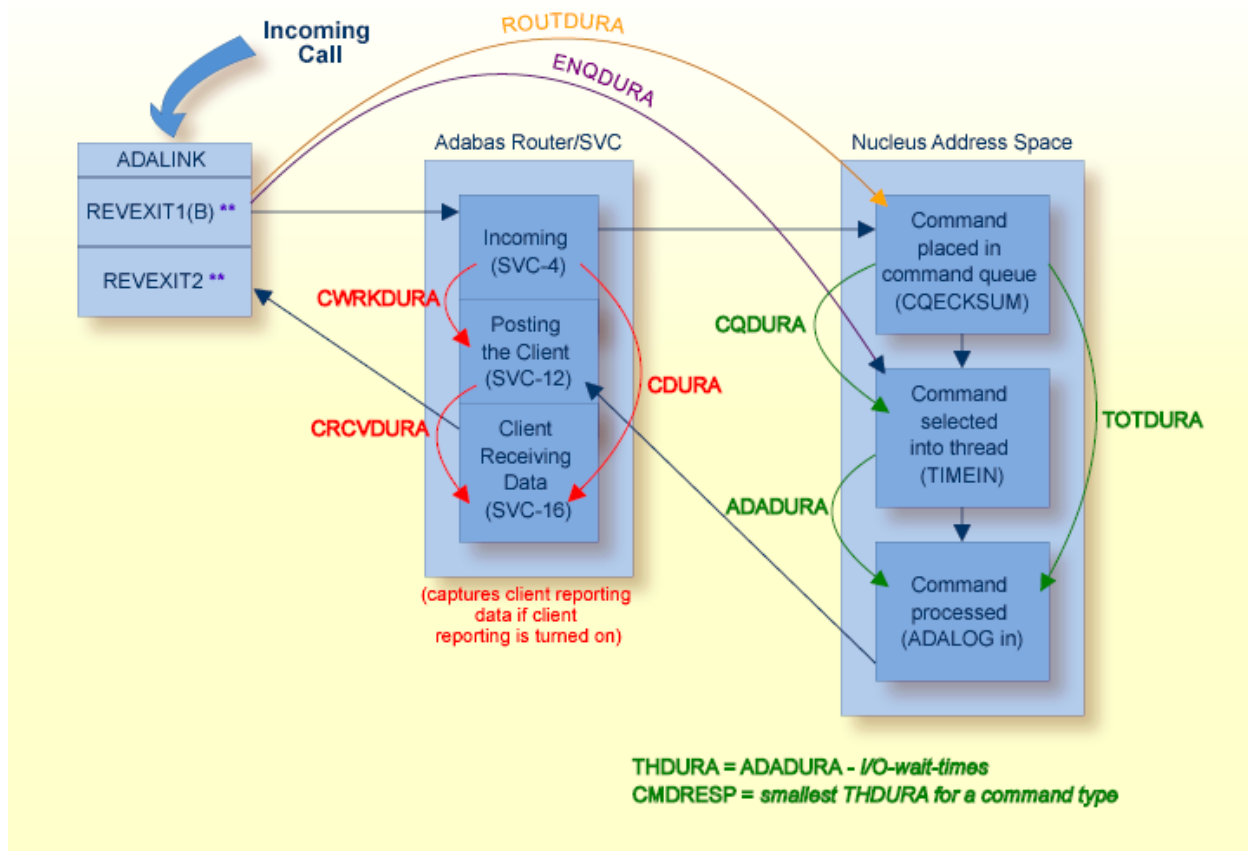 Incoming
Call
ROUTDURA
ENQDURA
Adabas Router/SVC
Nucleus Address Space
ADALINK
REVEXIT1(B) **
REVEXIT2 **
Incoming
(SVC-4)
CWRKDURA
Posting
the Client
(SVC-12)
CDURA
CRCVDURA
Client
Receiving
Data
(SVC-16)
(captures client reporting
data if client
reporting is turned on)
Command
placed in
command queue
(CQECKSUM)
CQDURA
Command
selected
into thread
(TIMEIN)
TOTDURA
ADADURA
Command
processed
(ADALOG in)
THDURA = ADADURA - I/O-wait-times
CMDRESP = smallest THDURA for a command type